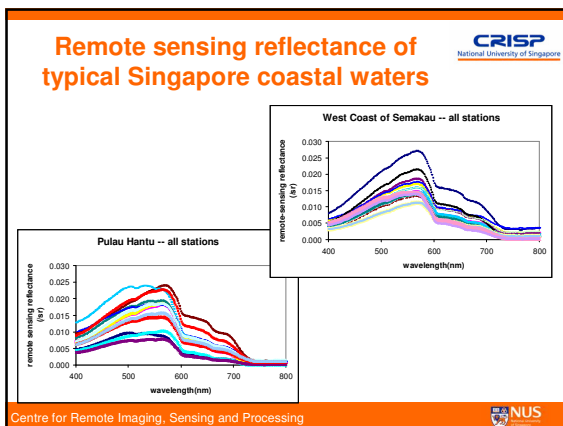 Remote sensing reflectance of
typical Singapore coastal waters
CRISP
National University of Singapore
West Coast of Semakau -- all stations
remote-sensing reflectance
(/sr)
0.030
0.025
0.020
0.015
0.010
0.005
0.000
400 500 600 700 800
wavelength(nm)
Pulau Hantu -- all stations
remote sensing reflectance
(/sr)
0.030
0.025
0.020
0.015
0.010
0.005
0.000
400 500 600 700 800
wavelength(nm)
Centre for Remote Imaging, Sensing and Processing
NUS
National University
of Singapore